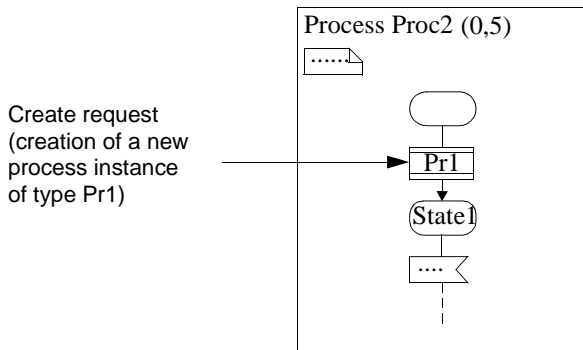 Process Proc2 (0,5)
......
Create request
(creation of a new
process instance
of type Pr1)
Pr1
State1
....